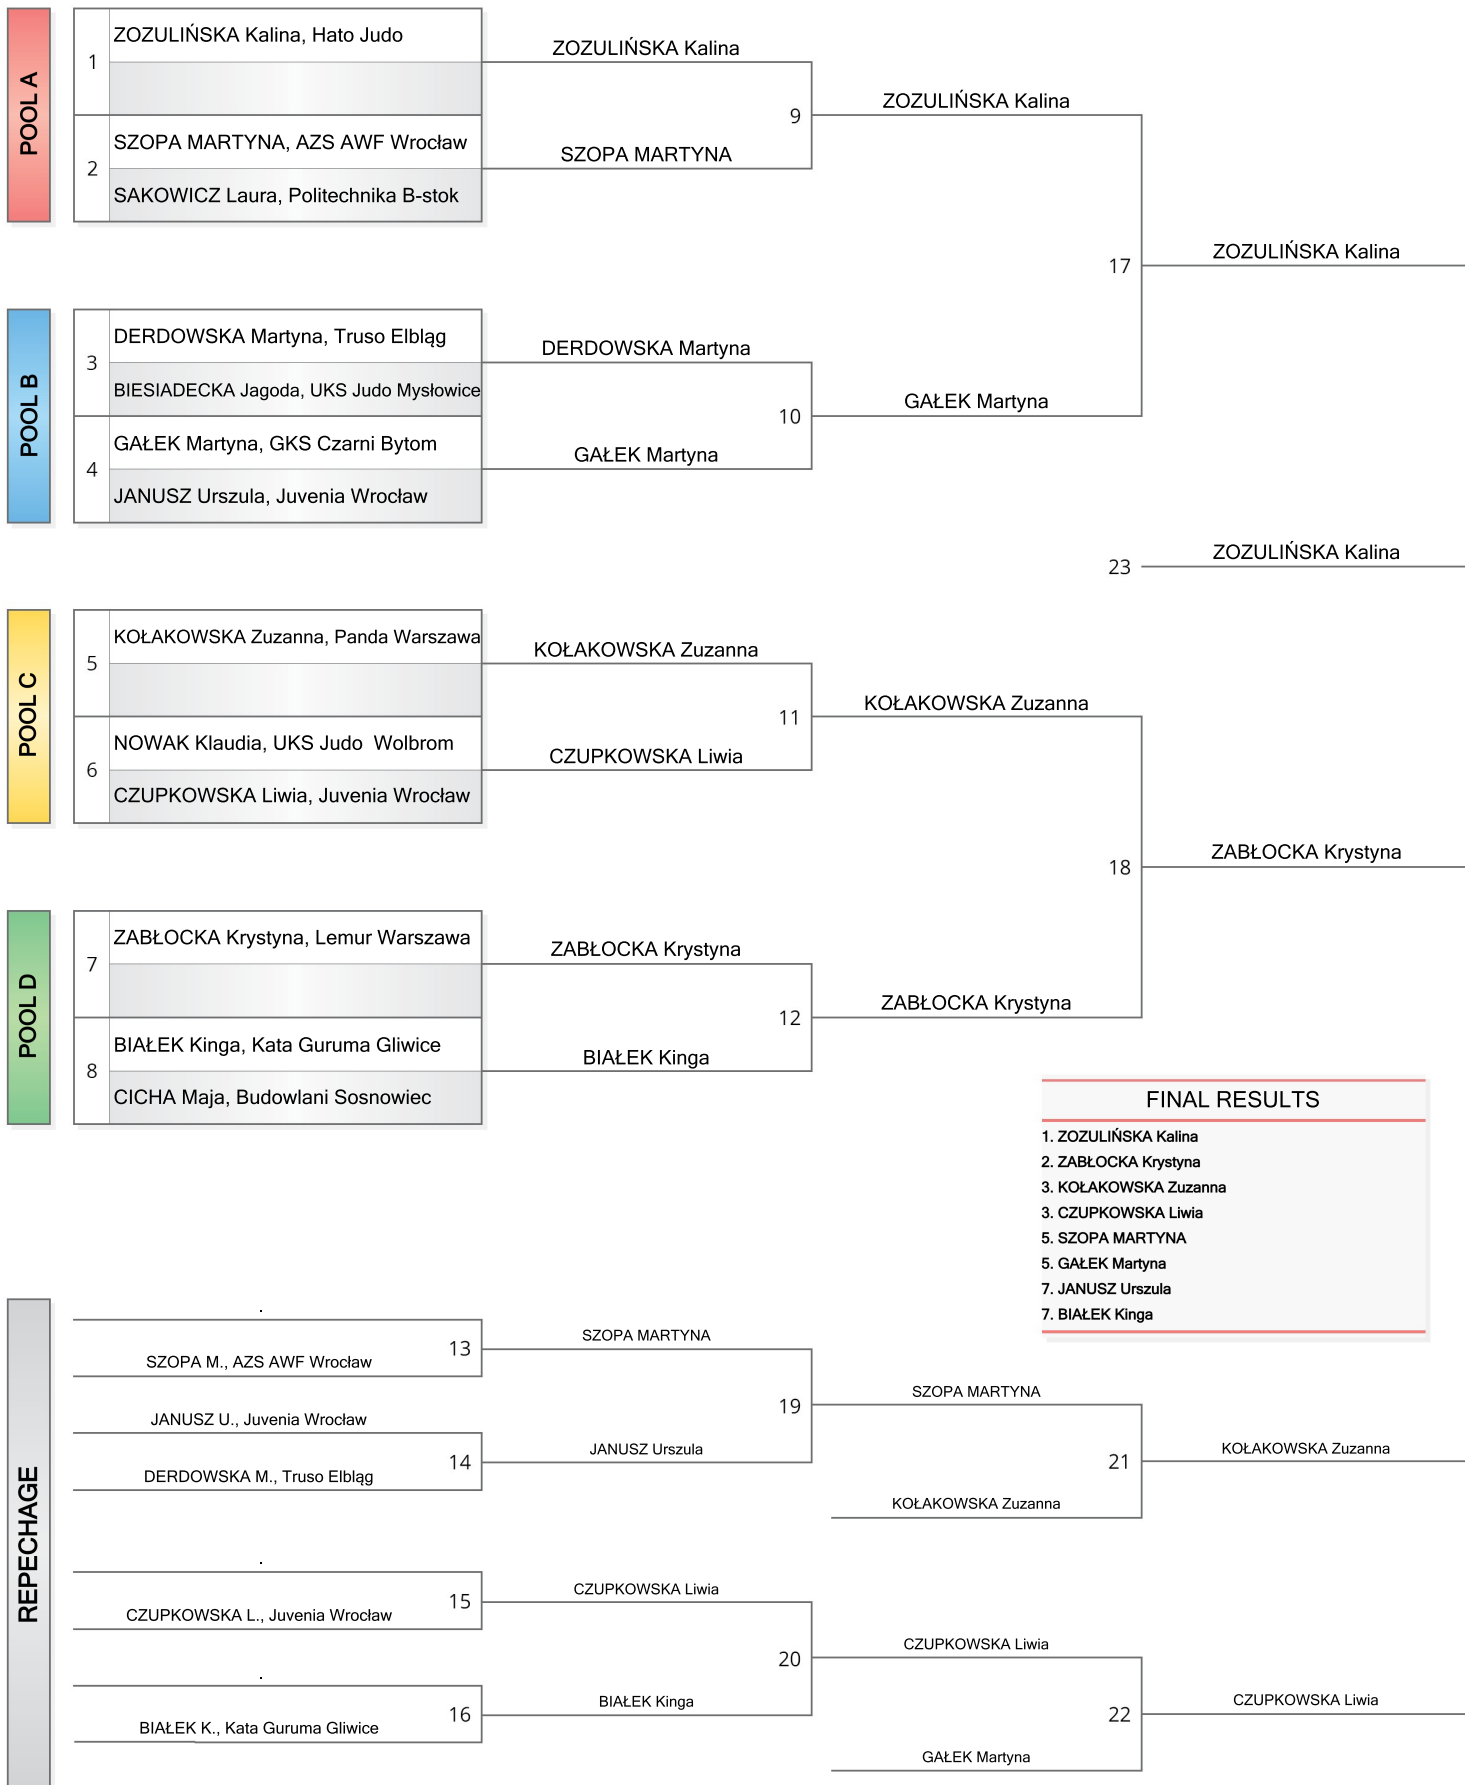 POOL A
1
ZOZULIŃSKA Kalina, Hato Judo
2
SZOPA MARTYNA, AZS AWF Wrocław
SAKOWICZ Laura, Politechnika B-stok
ZOZULIŃSKA Kalina
SZOPA MARTYNA
9
ZOZULIŃSKA Kalina
POOL B
3
DERDOWSKA Martyna, Truso Elbląg
BIESIADECKA Jagoda, UKS Judo Mysłowice
4
GAŁEK Martyna, GKS Czarni Bytom
JANUSZ Urszula, Juvenia Wrocław
DERDOWSKA Martyna
GAŁEK Martyna
10
GAŁEK Martyna
17
ZOZULIŃSKA Kalina
23
ZOZULIŃSKA Kalina
POOL C
5
KOŁAKOWSKA Zuzanna, Panda Warszawa
6
NOWAK Klaudia, UKS Judo  Wolbrom
CZUPKOWSKA Liwia, Juvenia Wrocław
KOŁAKOWSKA Zuzanna
CZUPKOWSKA Liwia
11
KOŁAKOWSKA Zuzanna
POOL D
7
ZABŁOCKA Krystyna, Lemur Warszawa
8
BIAŁEK Kinga, Kata Guruma Gliwice
CICHA Maja, Budowlani Sosnowiec
ZABŁOCKA Krystyna
BIAŁEK Kinga
12
ZABŁOCKA Krystyna
18
ZABŁOCKA Krystyna
FINAL RESULTS
1. ZOZULIŃSKA Kalina
2. ZABŁOCKA Krystyna
3. KOŁAKOWSKA Zuzanna
3. CZUPKOWSKA Liwia
5. SZOPA MARTYNA
5. GAŁEK Martyna
7. JANUSZ Urszula
7. BIAŁEK Kinga
REPECHAGE
.
SZOPA M., AZS AWF Wrocław
13
JANUSZ U., Juvenia Wrocław
DERDOWSKA M., Truso Elbląg
14
SZOPA MARTYNA
JANUSZ Urszula
19
SZOPA MARTYNA
KOŁAKOWSKA Zuzanna
21
KOŁAKOWSKA Zuzanna
.
CZUPKOWSKA L., Juvenia Wrocław
15
.
BIAŁEK K., Kata Guruma Gliwice
16
CZUPKOWSKA Liwia
BIAŁEK Kinga
20
CZUPKOWSKA Liwia
GAŁEK Martyna
22
CZUPKOWSKA Liwia